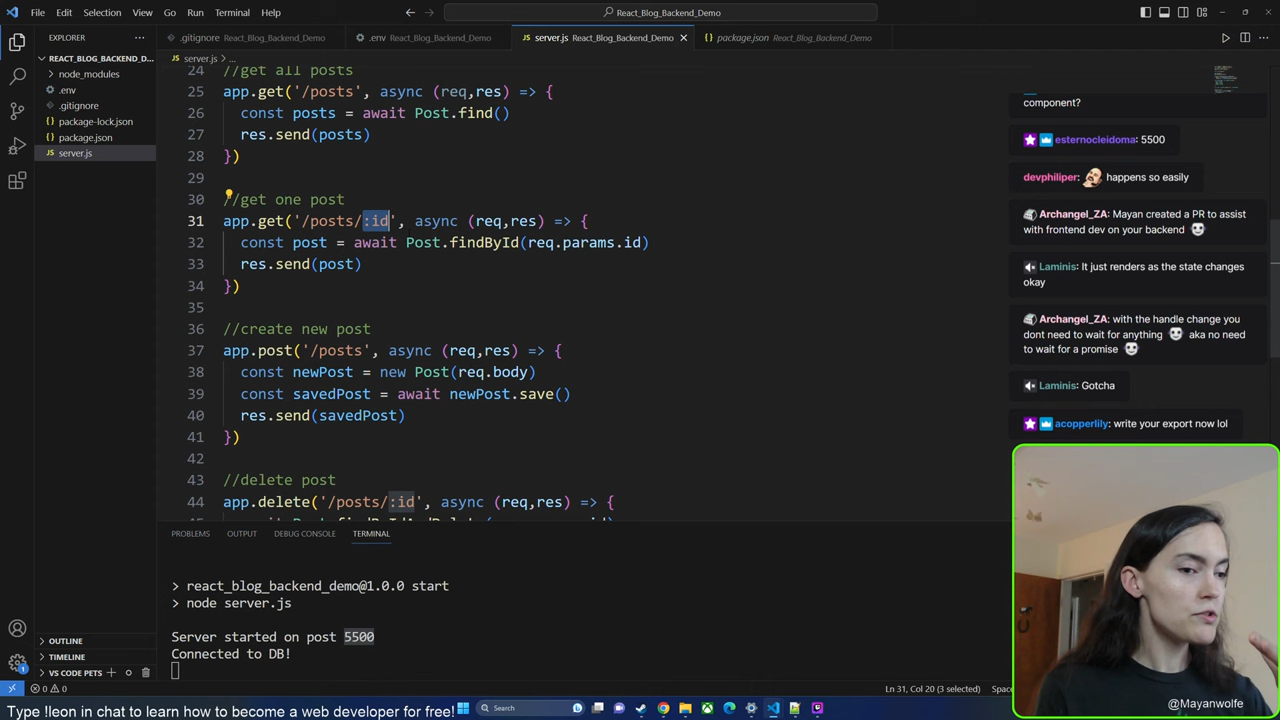 File Edit Selection View Go Run Terminal Help
React_Blog_Backend_Demo
EXPLORER
.gitignore React_Blog_Backend_Demo
.env React_Blog_Backend_Demo
server.js React_Blog_Backend_Demo
package.json React_Blog_Backend_Demo
REACT_BLOG_BACKEND_D...
node_modules
.env
.gitignore
package-lock.json
package.json
server.js
OUTLINE
TIMELINE
VS CODE PETS
server.js > ...
24 //get all posts
25 app.get('/posts', async (req,res) => {
26 const posts = await Post.find()
27 res.send(posts)
28 })
29
30 //get one post
31 app.get('/posts/:id', async (req,res) => {
32 const post = await Post.findById(req.params.id)
33 res.send(post)
34 })
35
36 //create new post
37 app.post('/posts', async (req,res) => {
38 const newPost = new Post(req.body)
39 const savedPost = await newPost.save()
40 res.send(savedPost)
41 })
42
43 //delete post
44 app.delete('/posts/:id', async (req,res) => {
PROBLEMS OUTPUT DEBUG CONSOLE TERMINAL
> react_blog_backend_demo@1.0.0 start
> node server.js
Server started on post 5500
Connected to DB!
component?
esternocleidoma: 5500
devphiliper: happens so easily
Archangel_ZA: Mayan created a PR to assist
with frontend dev on your backend
Laminis: It just renders as the state changes
okay
Archangel_ZA: with the handle change you
dont need to wait for anything aka no need
to wait for a promise
Laminis: Gotcha
acopperlily: write your export now lol
@Mayanwolfe
0 0
Ln 31, Col 20 (3 selected)
Type !leon in chat to learn how to become a web developer for free!
Search